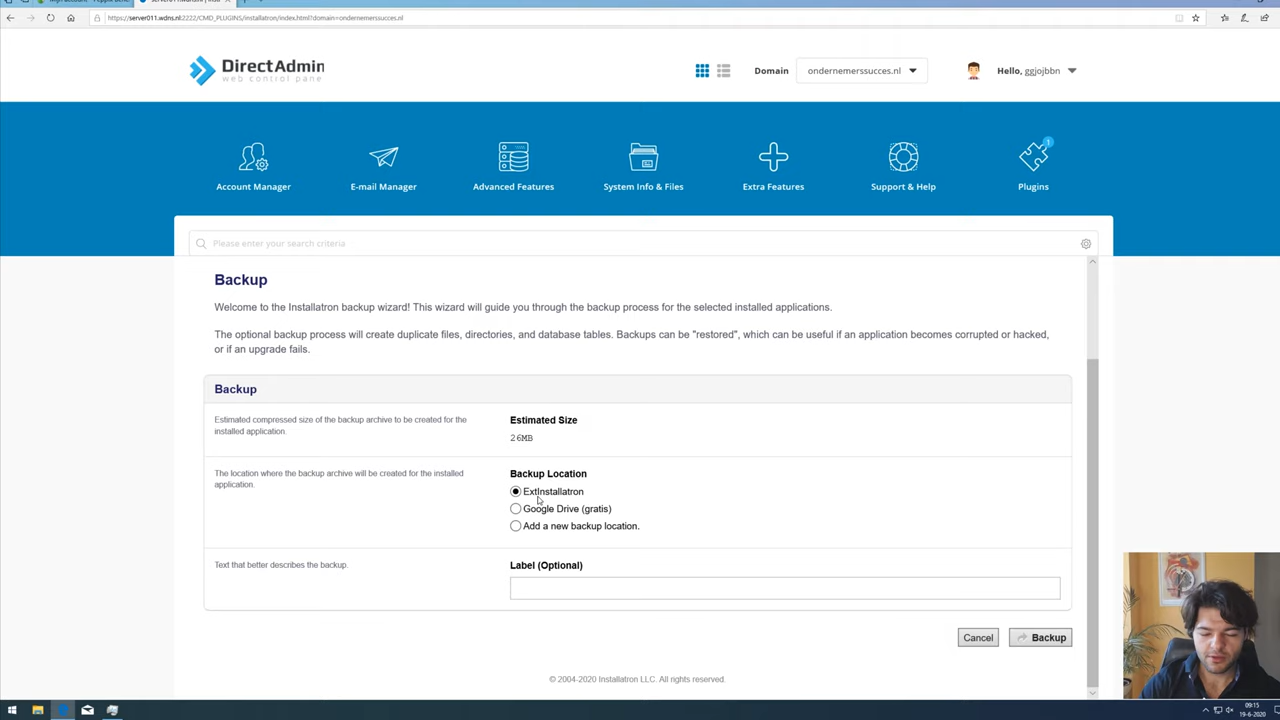 https://server011.wdns.nl:2222/CMD_PLUGINS/installatron/index.html?domain=ondernemerssucces.nl
DirectAdmin
web control panel
Domain
ondernemerssucces.nl
Hello, ggjojbbn
Account Manager
E-mail Manager
Advanced Features
System Info & Files
Extra Features
Support & Help
1
Plugins
Please enter your search criteria
Backup
Welcome to the Installatron backup wizard! This wizard will guide you through the backup process for the selected installed applications.
The optional backup process will create duplicate files, directories, and database tables. Backups can be "restored", which can be useful if an application becomes corrupted or hacked,
or if an upgrade fails.
Backup
Estimated compressed size of the backup archive to be created for the
installed application.
Estimated Size
26MB
The location where the backup archive will be created for the installed
application.
Backup Location
ExtInstallatron
Google Drive (gratis)
Add a new backup location.
Text that better describes the backup.
Label (Optional)
Cancel
Backup
© 2004-2020 Installatron LLC. All rights reserved.
09:15
19-6-2020